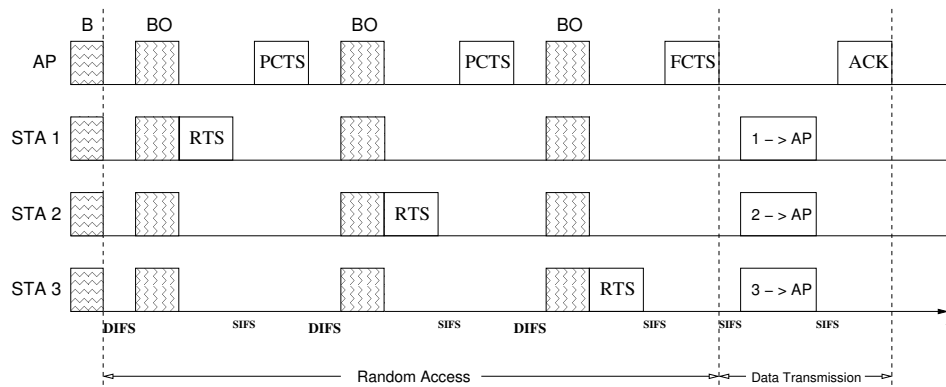 B BO BO BO
AP PCTS PCTS FCTS ACK
STA 1 RTS 1 − > AP
STA 2 RTS 2 − > AP
STA 3 RTS 3 − > AP
DIFS SIFS DIFS SIFS DIFS SIFS SIFS SIFS
Random Access Data Transmission